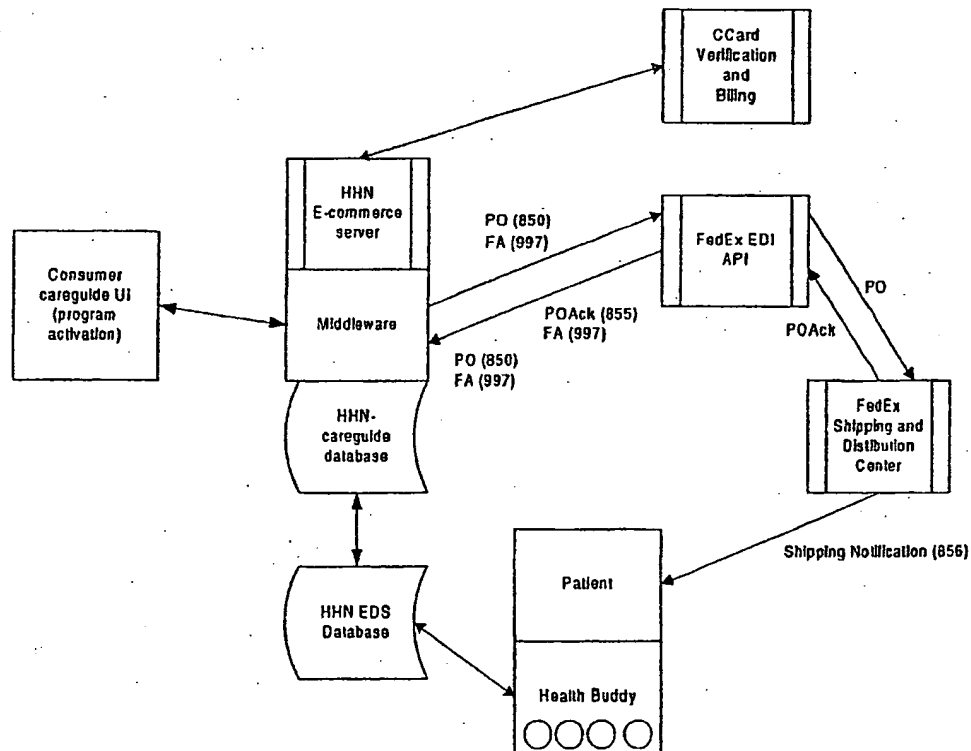 CCard
Verification
and
Billing
HHN
E-commerce
server
PO (850)
FA (997)
FedEx EDI
API
Consumer
careguide UI
(program
activation)
Middleware
POAck (855)
FA (997)
PO
POAck
PO (850)
FA (997)
HHN-
careguide
database
FedEx
Shipping and
Distibution
Center
Shipping Notification (856)
Patient
HHN EDS
Database
Health Buddy